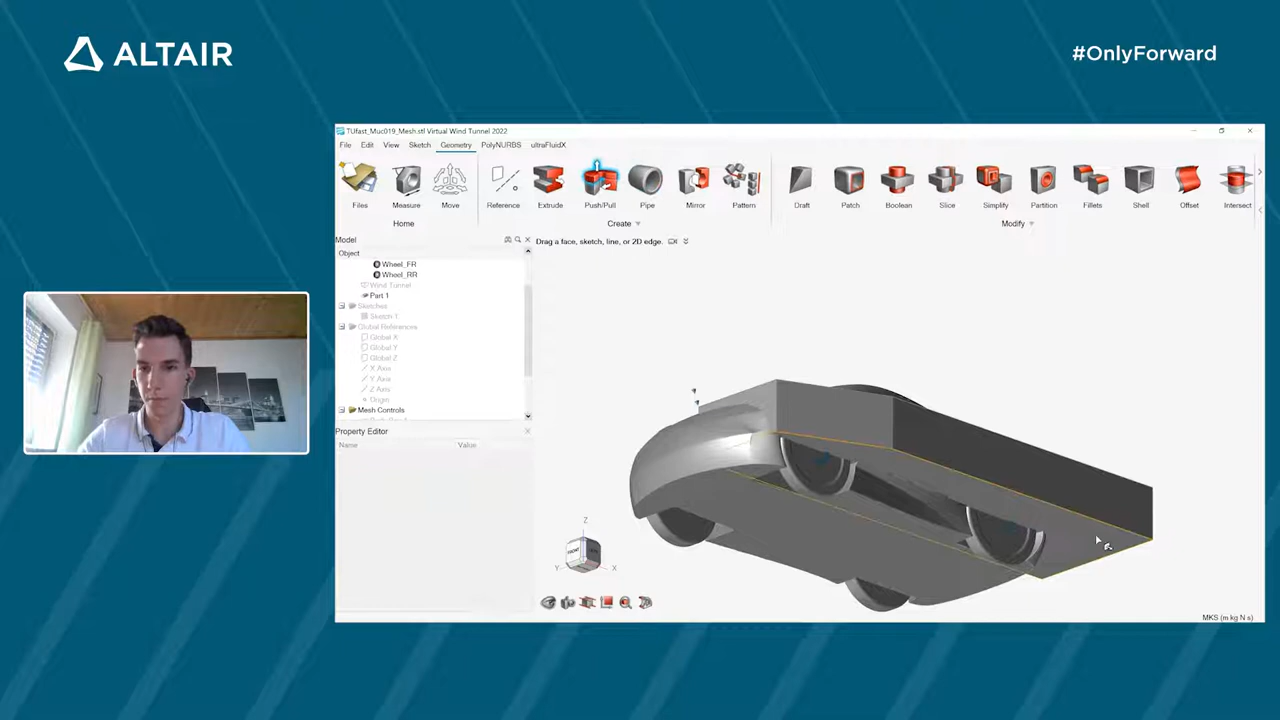 ALTAIR
#OnlyForward
TUfast_Muc019_Mesh.stl Virtual Wind Tunnel 2022
File Edit View Sketch Geometry PolyNURBS ultraFluidX
Files Measure Move Reference Extrude Push/Pull Pipe Mirror Pattern Draft Patch Boolean Slice Simplify Partition Fillets Shell Offset Intersect
Home Create Modify
Model
Drag a face, sketch, line, or 2D edge.
Object
Wheel_FR
Wheel_RR
Wind Tunnel
Part 1
Sketches
Sketch 1
Global References
Global X
Global Y
Global Z
X Axis
Y Axis
Z Axis
Origin
Mesh Controls
Property Editor
Name Value
Z
FRONT
Y X
MKS (m kg N s)